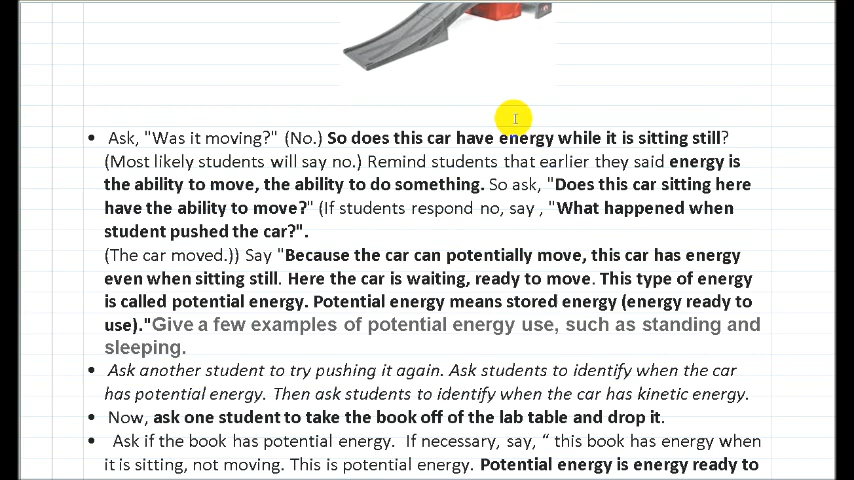 • Ask, "Was it moving?" (No.) So does this car have energy while it is sitting still?
(Most likely students will say no.) Remind students that earlier they said energy is
the ability to move, the ability to do something. So ask, "Does this car sitting here
have the ability to move?" (If students respond no, say , "What happened when
student pushed the car?".
(The car moved.)) Say "Because the car can potentially move, this car has energy
even when sitting still. Here the car is waiting, ready to move. This type of energy
is called potential energy. Potential energy means stored energy (energy ready to
use)."Give a few examples of potential energy use, such as standing and
sleeping.
• Ask another student to try pushing it again. Ask students to identify when the car
has potential energy. Then ask students to identify when the car has kinetic energy.
• Now, ask one student to take the book off of the lab table and drop it.
• Ask if the book has potential energy. If necessary, say, “ this book has energy when
it is sitting, not moving. This is potential energy. Potential energy is energy ready to